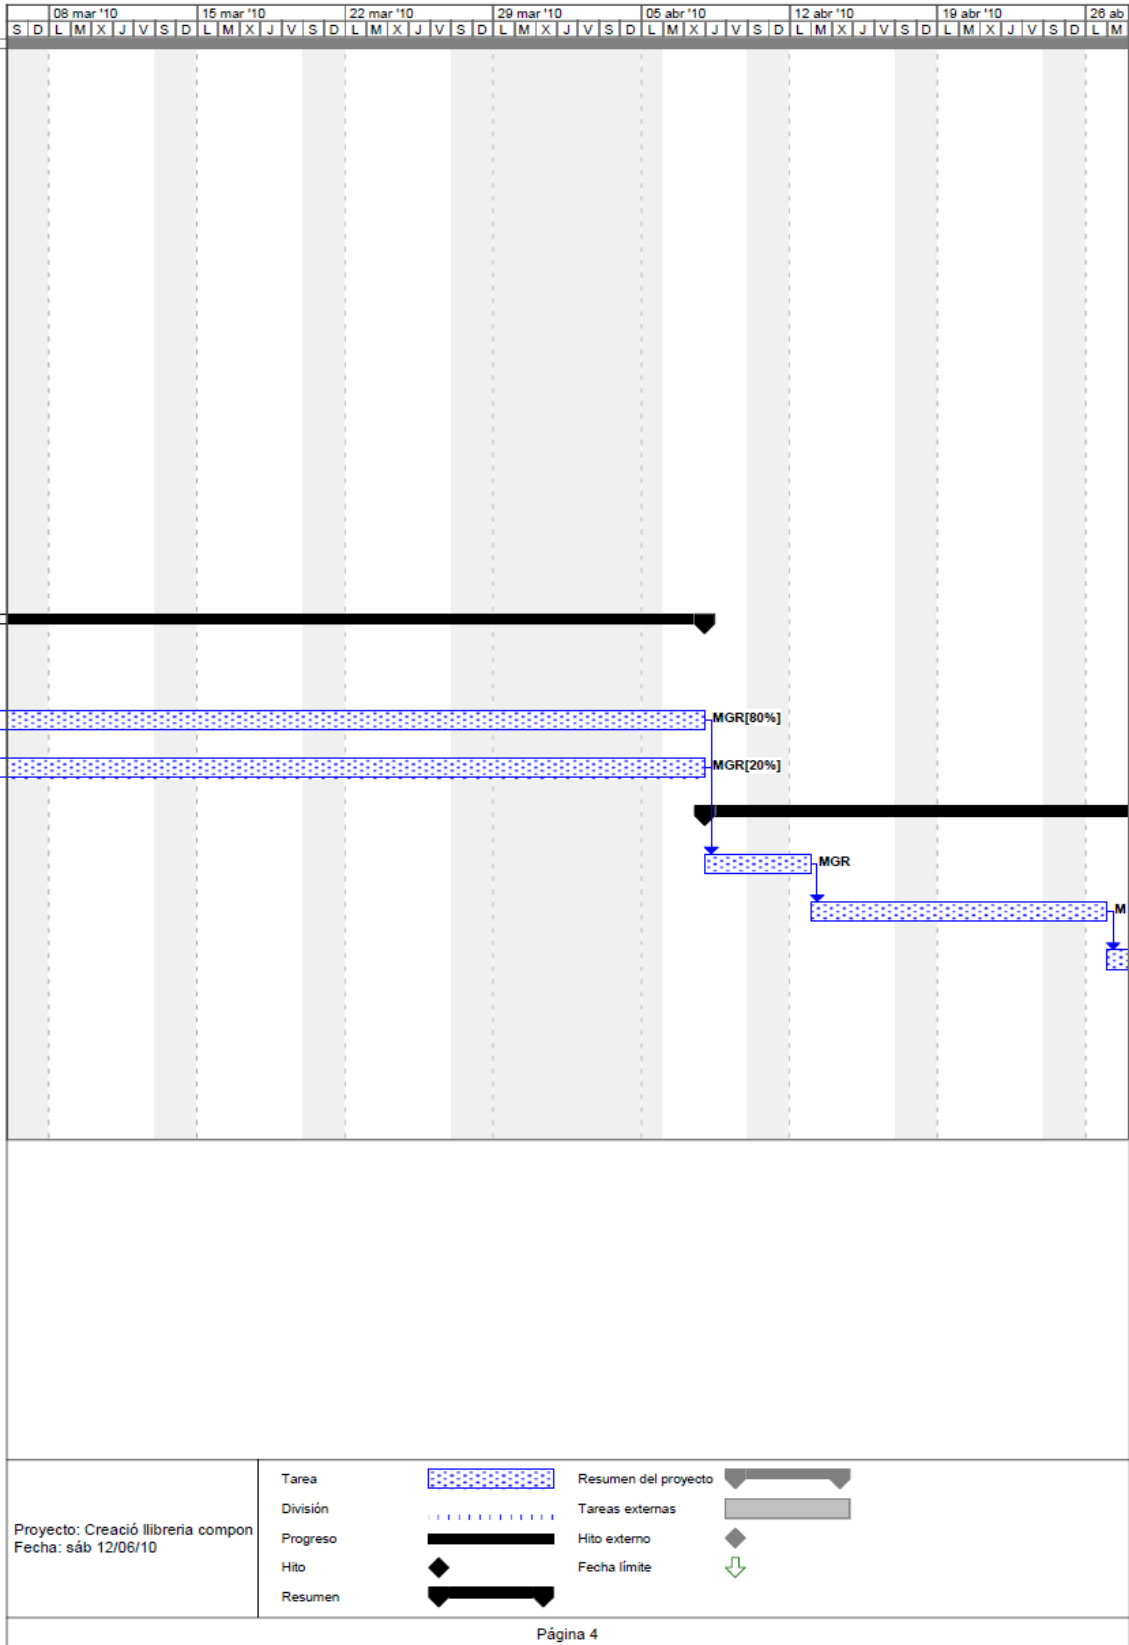 08 mar '10 15 mar '10 22 mar '10 29 mar '10 05 abr '10 12 abr '10 19 abr '10 26 ab
S D L M X J V S D L M X J V S D L M X J V S D L M X J V S D L M X J V S D L M X J V S D L M X J V S D L M
MGR[80%]
MGR[20%]
MGR
M
Proyecto: Creació llibreria compon
Fecha: sáb 12/06/10
Tarea
División
Progreso
Hito
Resumen
Resumen del proyecto
Tareas externas
Hito externo
Fecha límite
Página 4